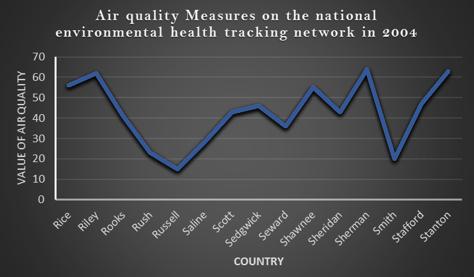 Air quality Measures on the national
environmental health tracking network in 2004
VALUE OF AIR QUALITY
70
60
50
40
30
20
10
0
Rice
Riley
Rooks
Rush
Russell
Saline
Scott
Sedgwick
Seward
Shawnee
Sheridan
Sherman
Smith
Stafford
Stanton
COUNTRY